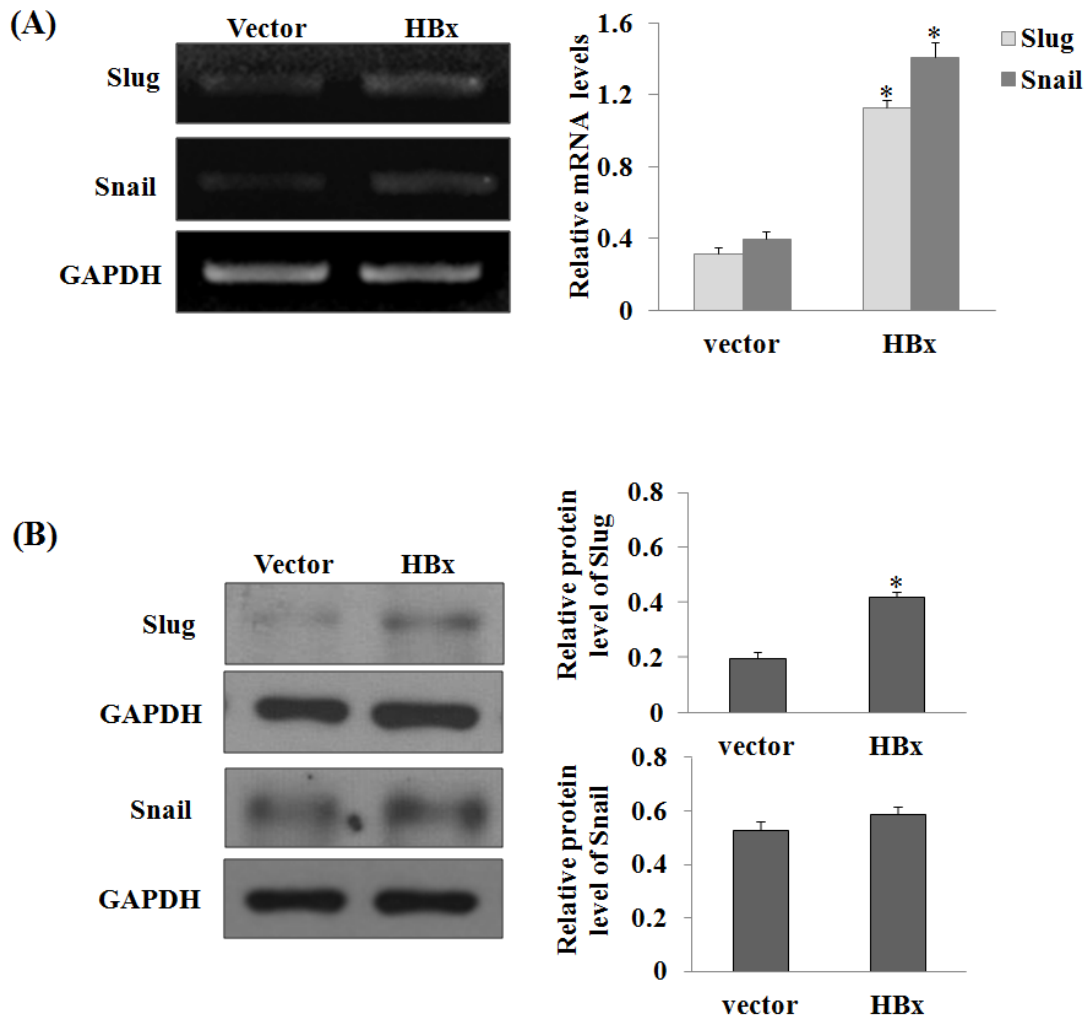 (A)
Vector HBx
Slug
Snail
GAPDH
Relative mRNA levels
1.6
1.2
0.8
0.4
0
* *
vector HBx
Slug
Snail
(B)
Vector HBx
Slug
GAPDH
Snail
GAPDH
Relative protein
level of Slug
0.8
0.6
0.4
0.2
0
*
vector HBx
Relative protein
level of Snail
0.8
0.6
0.4
0.2
0
vector HBx